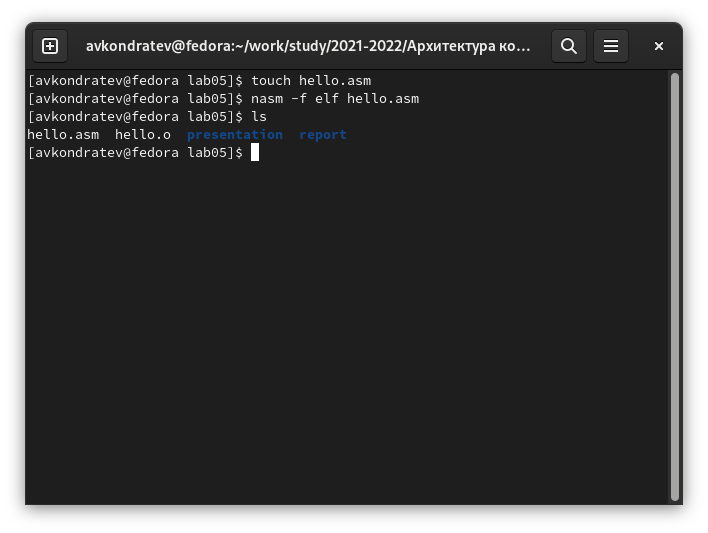 avkondratev@fedora:~/work/study/2021-2022/Архитектура ко...
[avkondratev@fedora lab05]$ touch hello.asm
[avkondratev@fedora lab05]$ nasm -f elf hello.asm
[avkondratev@fedora lab05]$ ls
hello.asm  hello.o  presentation  report
[avkondratev@fedora lab05]$